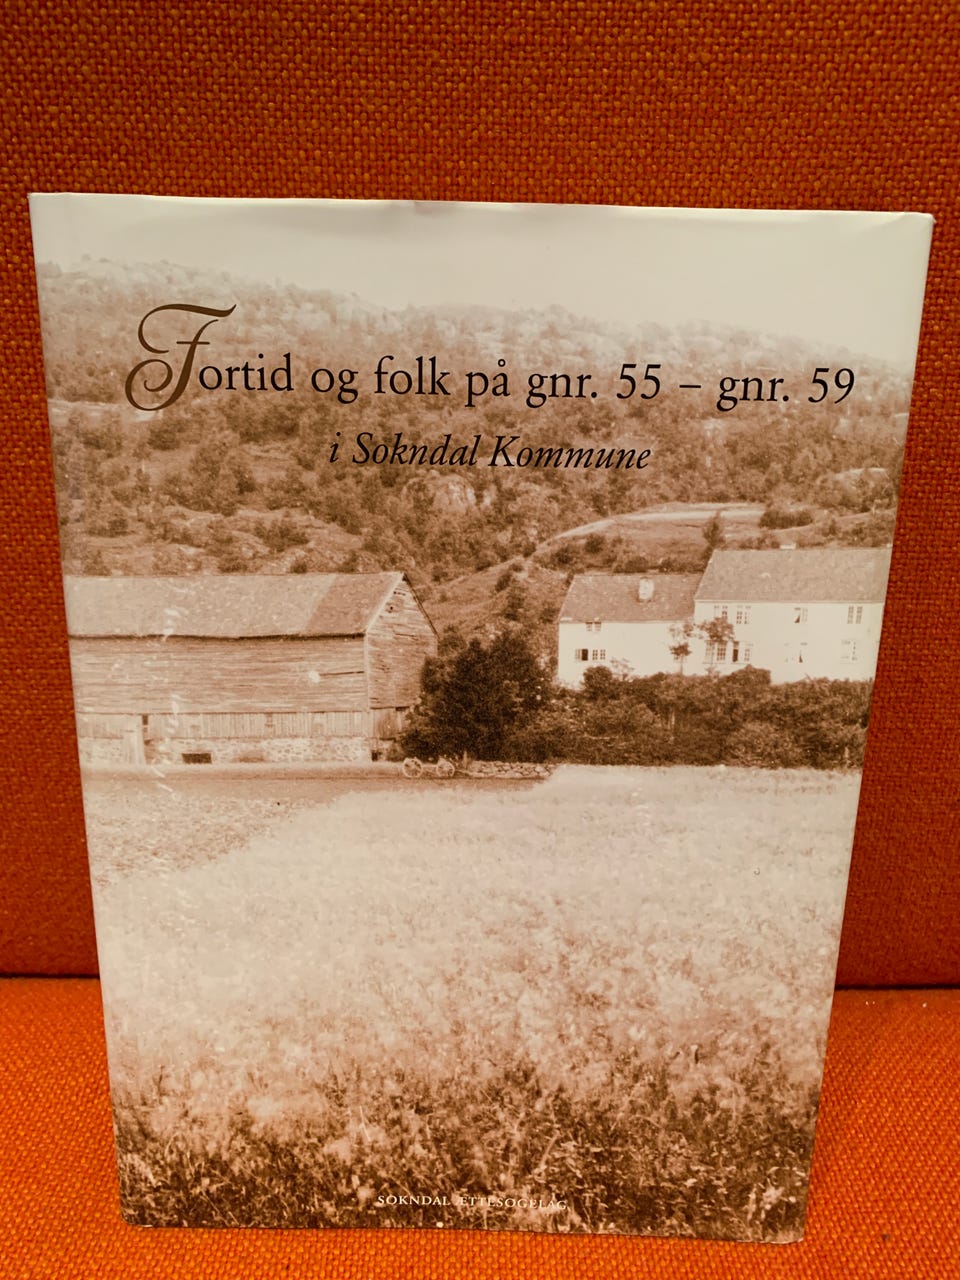 Fortid og folk på gnr. 55 – gnr. 59
i Sokndal Kommune
SOKNDAL ÆTTESOGELAG